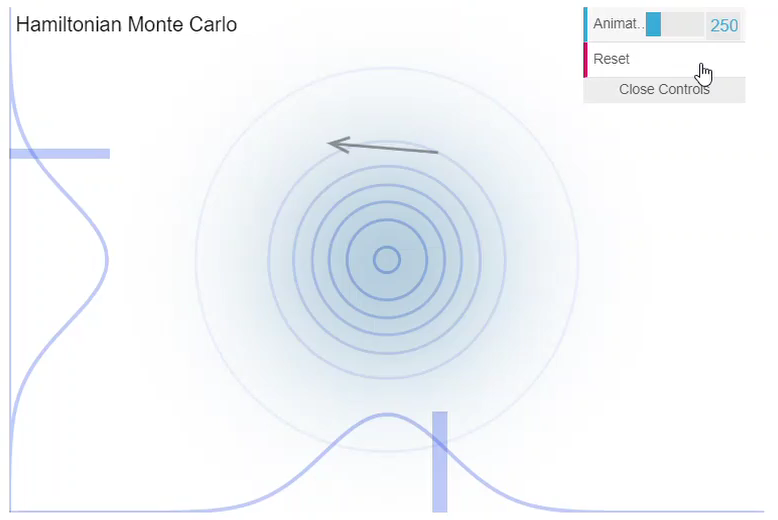 Hamiltonian Monte Carlo
Animat.. 250
Reset
Close Controls